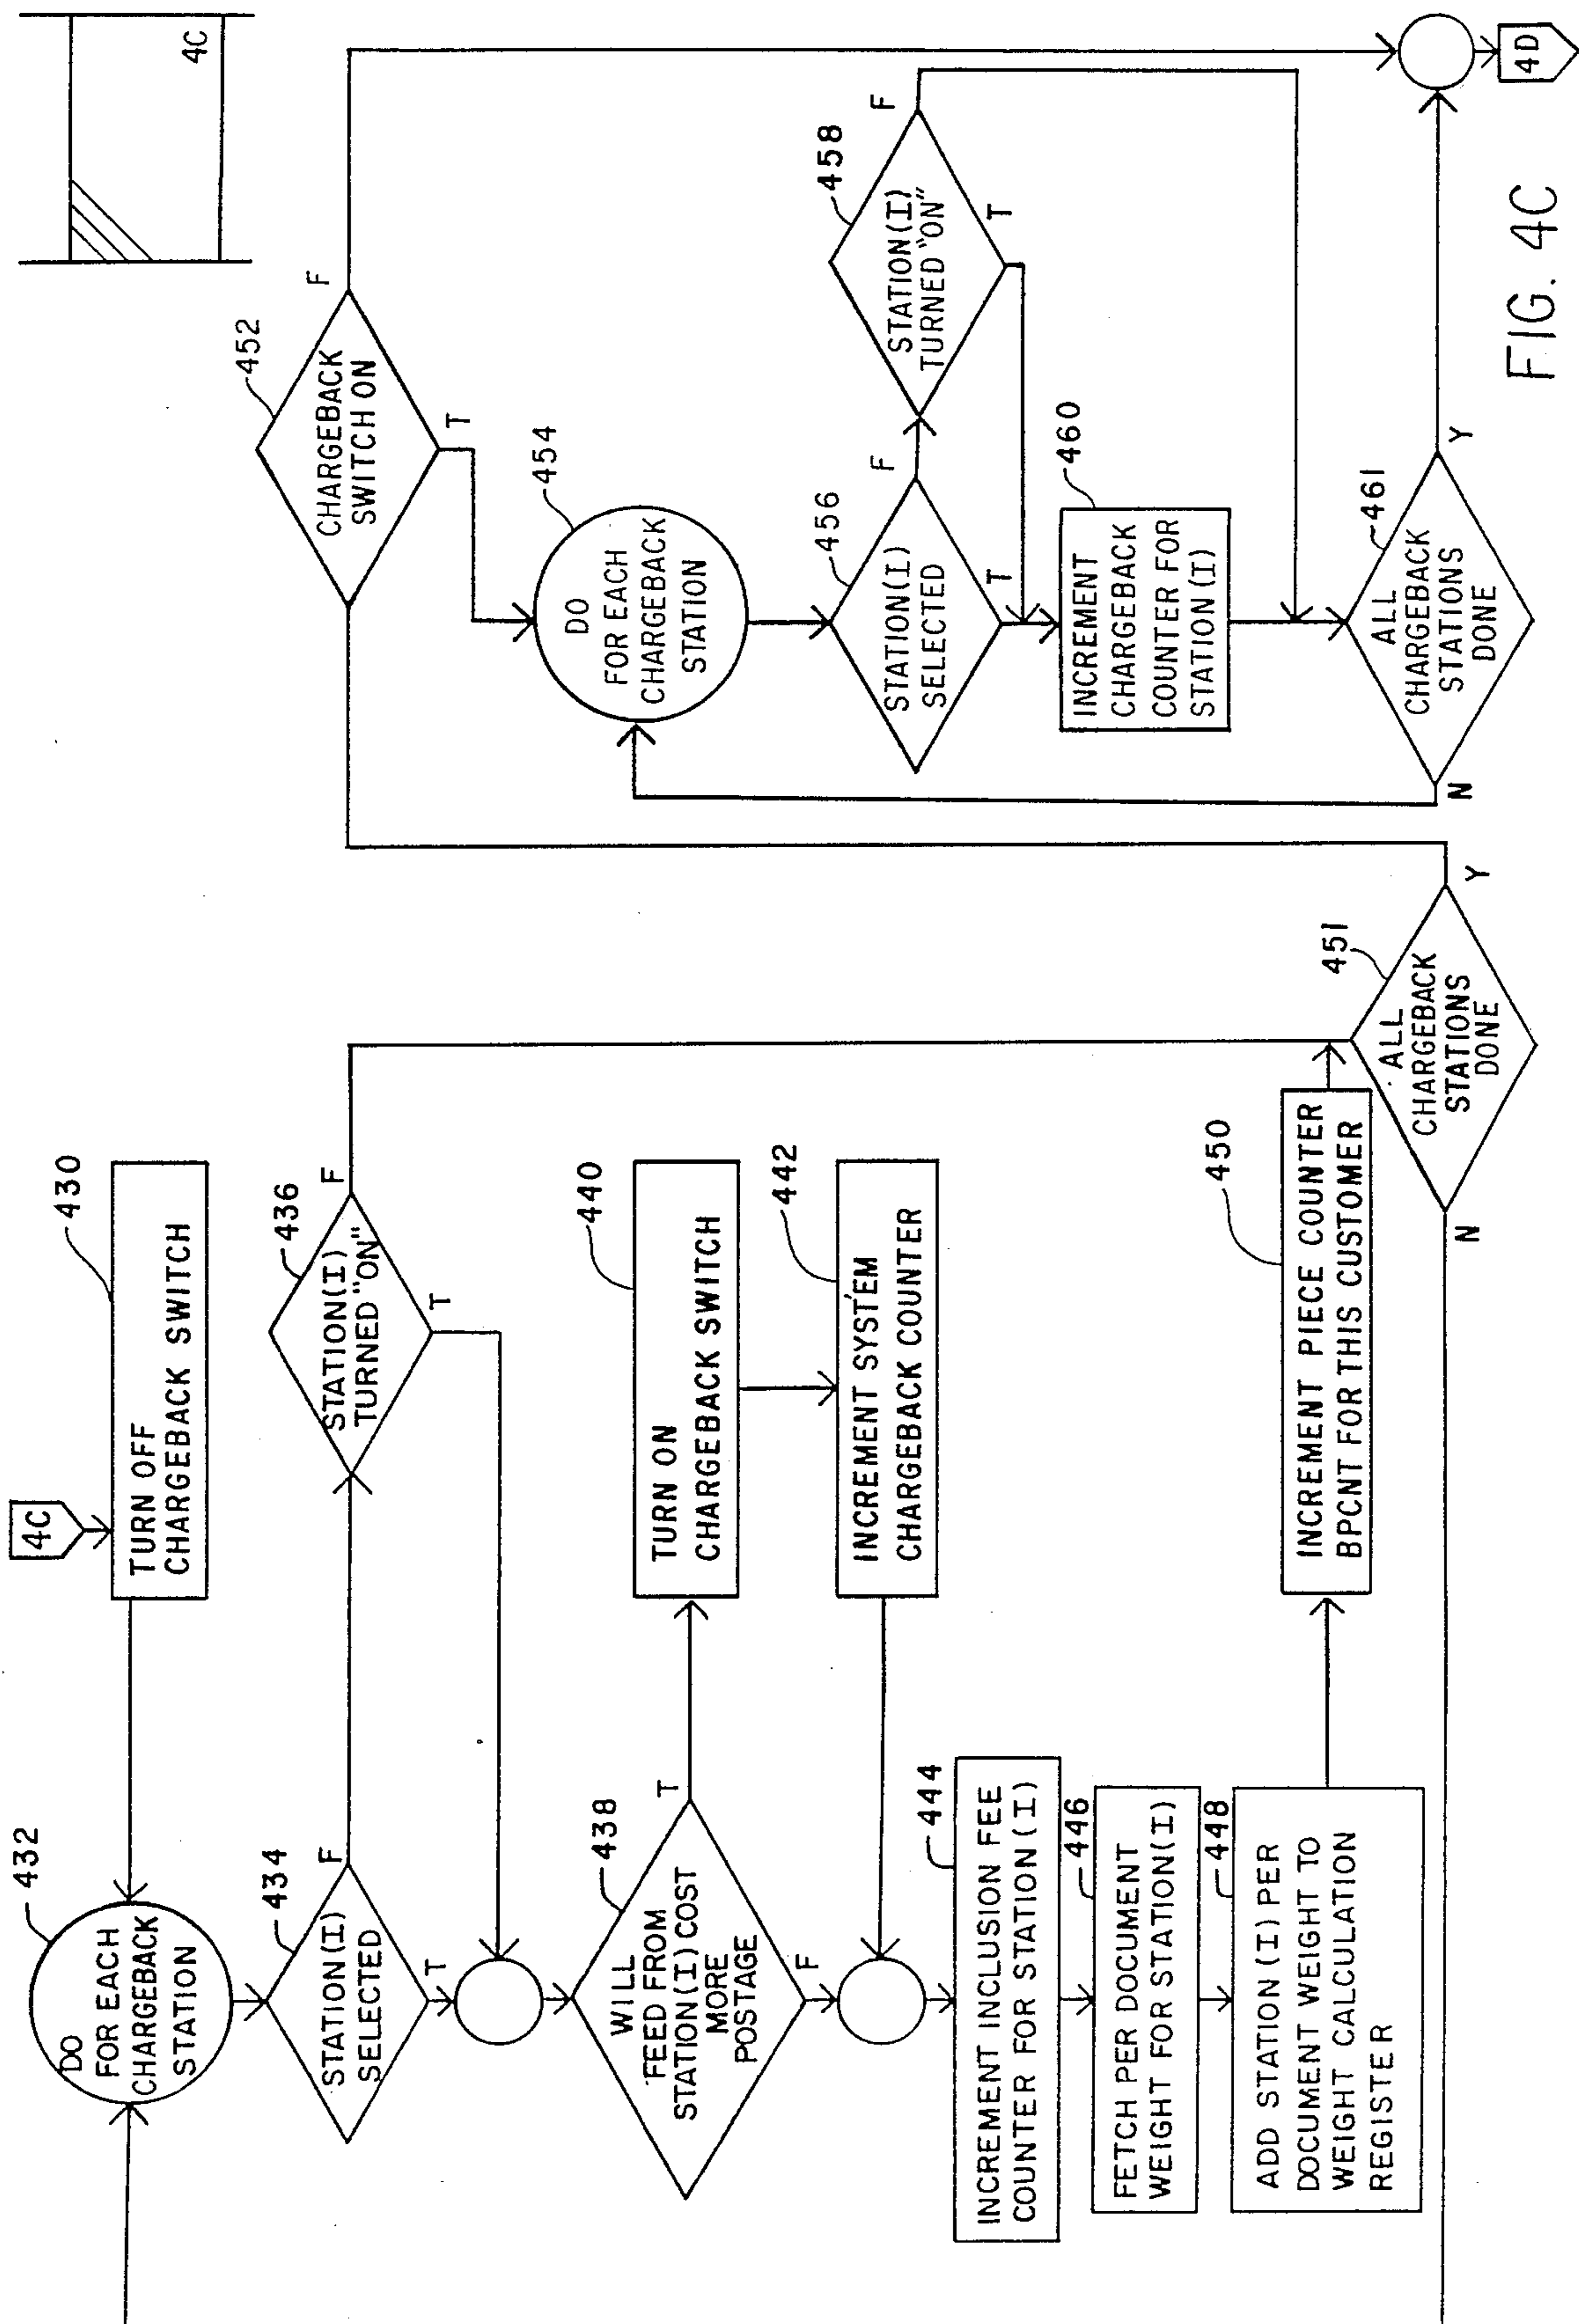 4C
4C
430
TURN OFF
CHARGEBACK SWITCH
432
DO
FOR EACH
CHARGEBACK
STATION
434
STATION(I)
SELECTED
F
T
436
STATION(I)
TURNED "ON"
F
T
438
WILL
FEED FROM
STATION(I) COST
MORE
POSTAGE
T
F
440
TURN ON
CHARGEBACK SWITCH
442
INCREMENT SYSTEM
CHARGEBACK COUNTER
444
INCREMENT INCLUSION FEE
COUNTER FOR STATION(I)
446
FETCH PER DOCUMENT
WEIGHT FOR STATION(I)
448
ADD STATION(I) PER
DOCUMENT WEIGHT TO
WEIGHT CALCULATION
REGISTER
450
INCREMENT PIECE COUNTER
BPCNT FOR THIS CUSTOMER
451
ALL
CHARGEBACK
STATIONS
DONE
N
Y
452
CHARGEBACK
SWITCH ON
F
T
454
DO
FOR EACH
CHARGEBACK
STATION
456
STATION(I)
SELECTED
F
T
458
STATION(I)
TURNED "ON"
F
T
460
INCREMENT
CHARGEBACK
COUNTER FOR
STATION(I)
461
ALL
CHARGEBACK
STATIONS
DONE
N
Y
4D
FIG. 4C